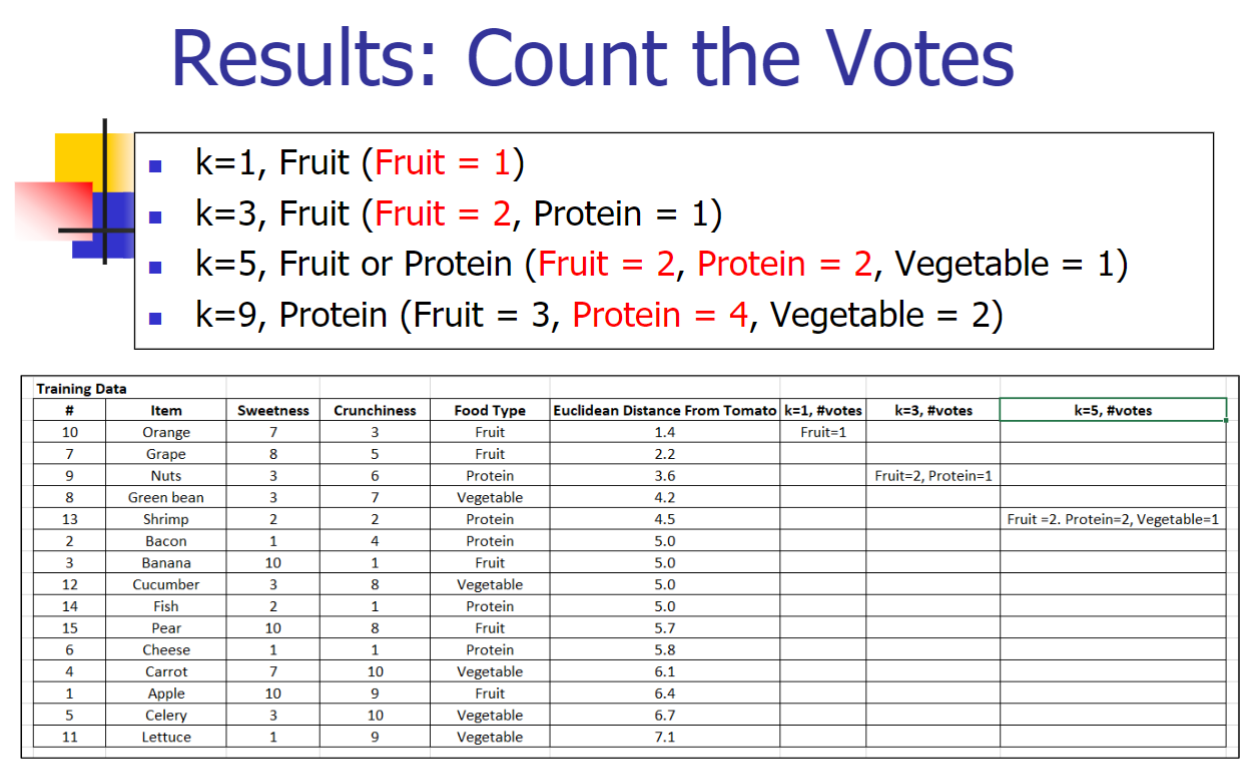 Results: Count the Votes
k=1, Fruit (Fruit = 1)
k=3, Fruit (Fruit = 2, Protein = 1)
k=5, Fruit or Protein (Fruit = 2, Protein = 2, Vegetable = 1)
k=9, Protein (Fruit = 3, Protein = 4, Vegetable = 2)
Training Data
# Item Sweetness Crunchiness Food Type Euclidean Distance From Tomato k=1, #votes k=3, #votes k=5, #votes
10 Orange 7 3 Fruit 1.4 Fruit=1
7 Grape 8 5 Fruit 2.2
9 Nuts 3 6 Protein 3.6 Fruit=2, Protein=1
8 Green bean 3 7 Vegetable 4.2
13 Shrimp 2 2 Protein 4.5 Fruit =2. Protein=2, Vegetable=1
2 Bacon 1 4 Protein 5.0
3 Banana 10 1 Fruit 5.0
12 Cucumber 3 8 Vegetable 5.0
14 Fish 2 1 Protein 5.0
15 Pear 10 8 Fruit 5.7
6 Cheese 1 1 Protein 5.8
4 Carrot 7 10 Vegetable 6.1
1 Apple 10 9 Fruit 6.4
5 Celery 3 10 Vegetable 6.7
11 Lettuce 1 9 Vegetable 7.1